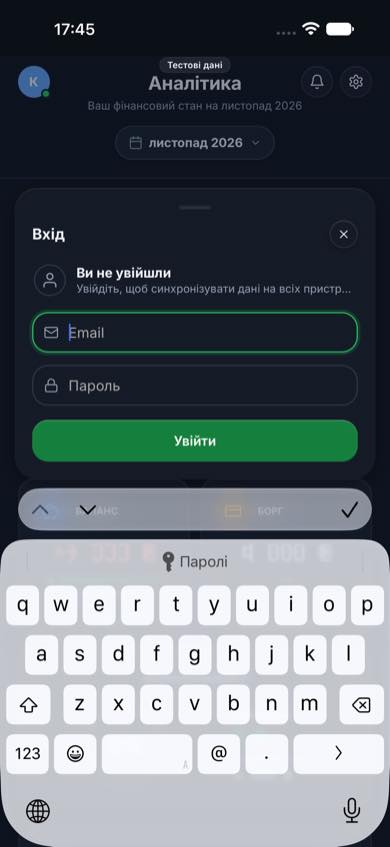 17:45
Тестові дані
K
Аналітика
Ваш фінансовий стан на листопад 2026
листопад 2026
Вхід
Ви не увійшли
Увійдіть, щоб синхронізувати дані на всіх пристр...
Email
Пароль
Увійти
БАЛАНС
БОРГ
Паролі
q w e r t y u i o p
a s d f g h j k l
z x c v b n m
123 @ .
A